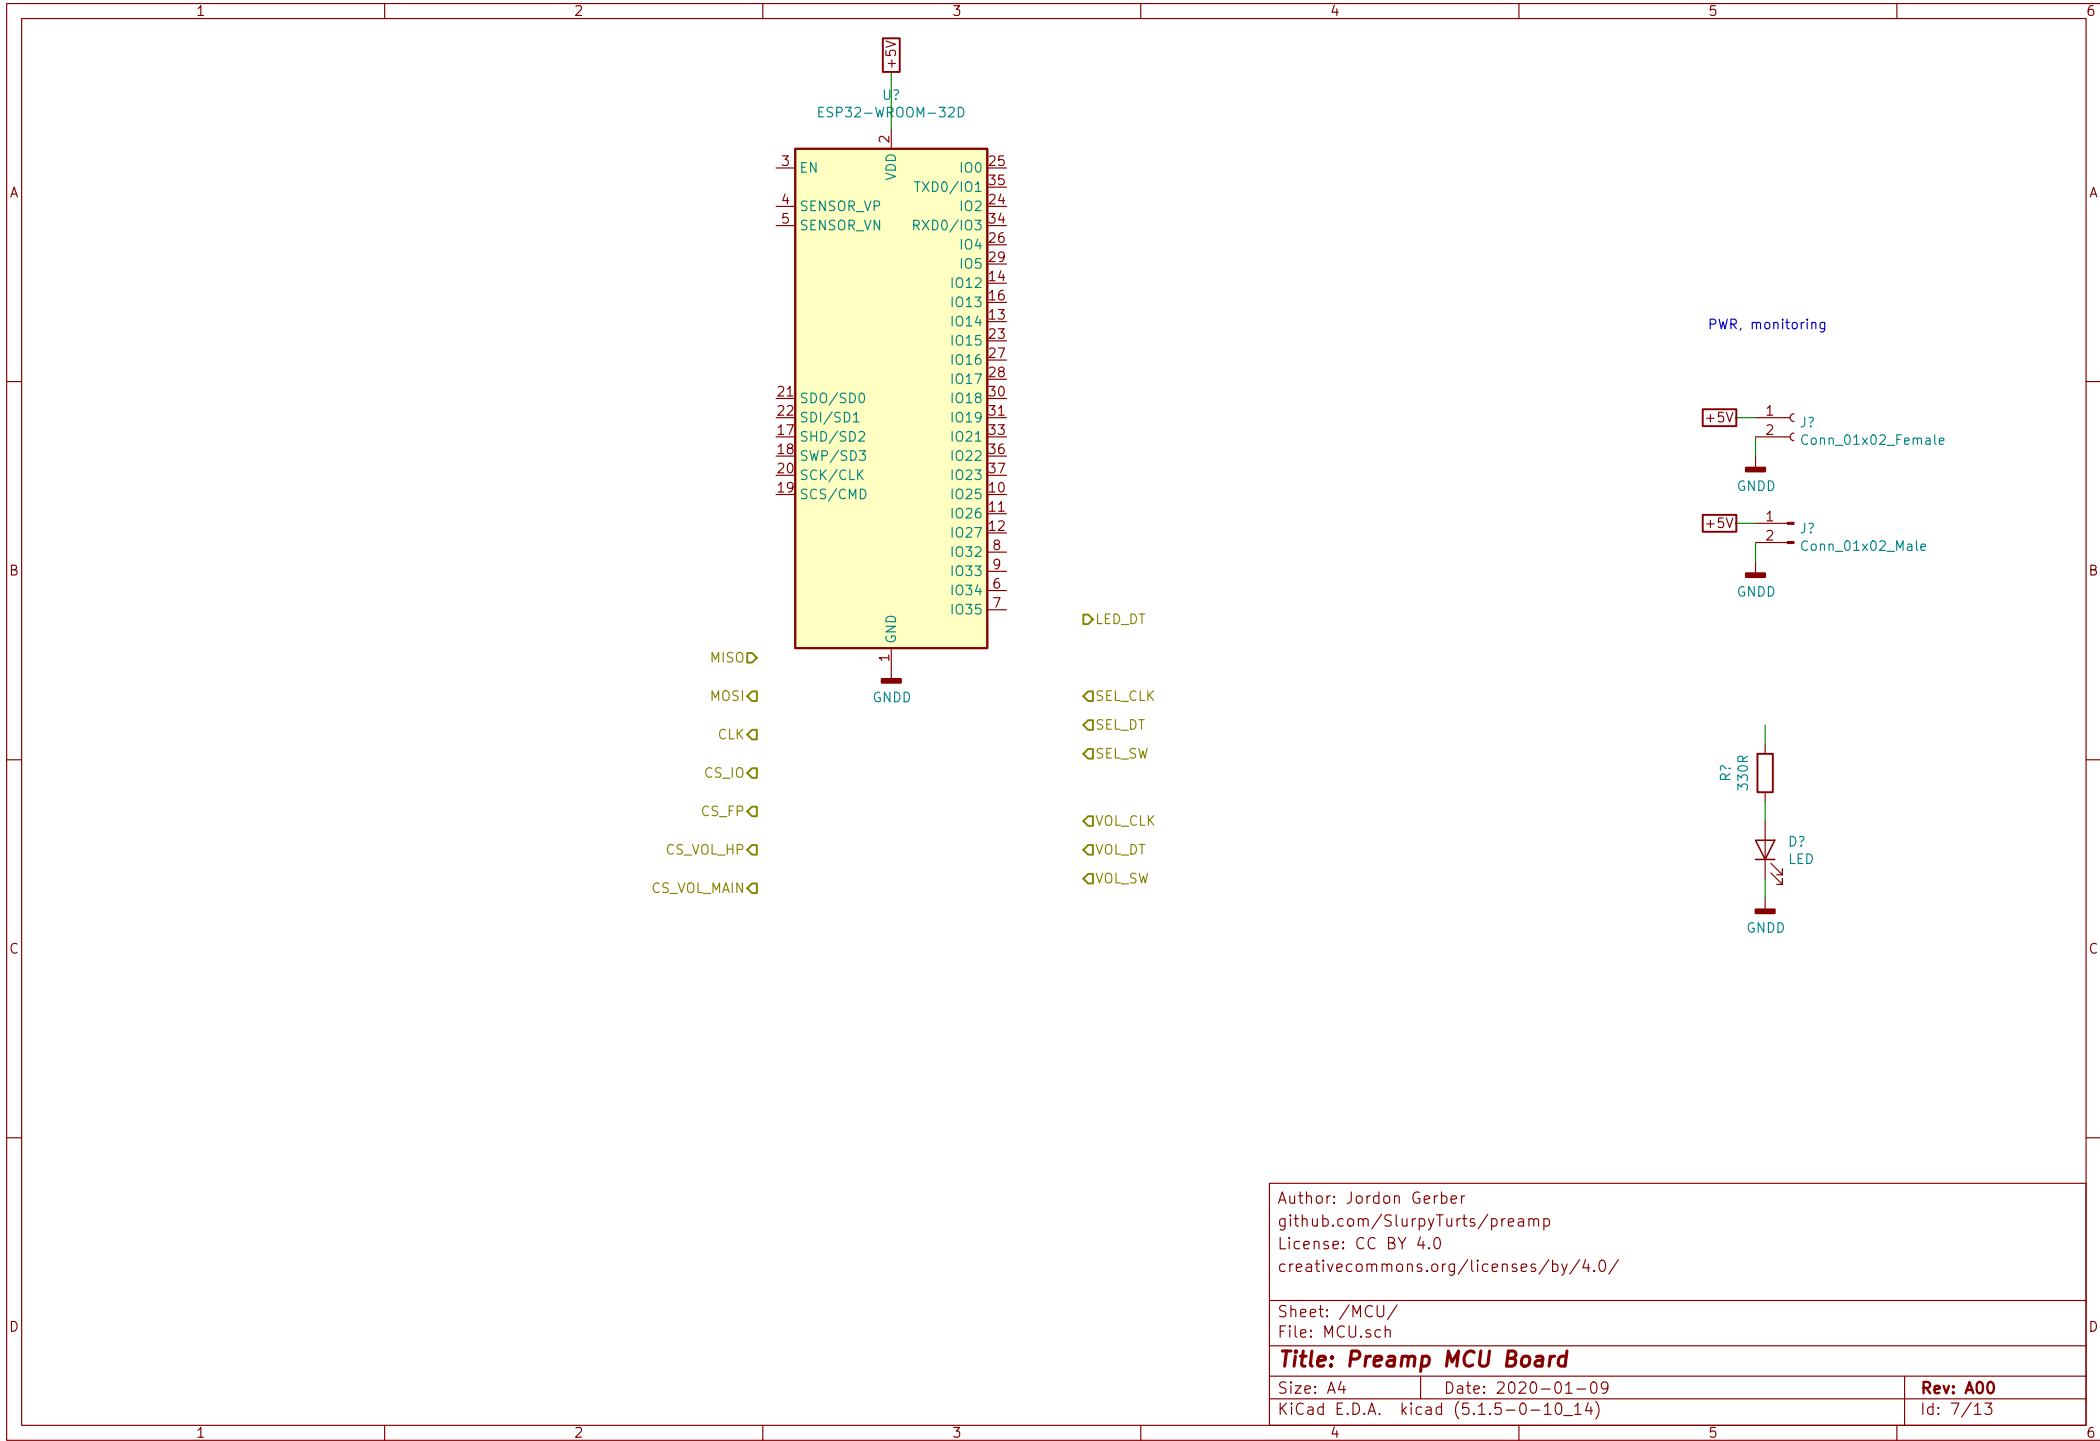 1 2 3 4 5 6
+5V
U?
ESP32-WROOM-32D
2
VDD
3 EN
4 SENSOR_VP
5 SENSOR_VN
21 SDO/SD0
22 SDI/SD1
17 SHD/SD2
18 SWP/SD3
20 SCK/CLK
19 SCS/CMD
IO0 25
TXD0/IO1 35
IO2 24
RXD0/IO3 34
IO4 26
IO5 29
IO12 14
IO13 16
IO14 13
IO15 23
IO16 27
IO17 28
IO18 30
IO19 31
IO21 33
IO22 36
IO23 37
IO25 10
IO26 11
IO27 12
IO32 8
IO33 9
IO34 6
IO35 7
GND
1
GNDD
MISO
MOSI
CLK
CS_IO
CS_FP
CS_VOL_HP
CS_VOL_MAIN
LED_DT
SEL_CLK
SEL_DT
SEL_SW
VOL_CLK
VOL_DT
VOL_SW
PWR, monitoring
+5V 1
2
J?
Conn_01x02_Female
GNDD
+5V 1
2
J?
Conn_01x02_Male
GNDD
R?
330R
D?
LED
GNDD
A A
B B
C C
D D
Author: Jordon Gerber
github.com/SlurpyTurts/preamp
License: CC BY 4.0
creativecommons.org/licenses/by/4.0/
Sheet: /MCU/
File: MCU.sch
Title: Preamp MCU Board
Size: A4 Date: 2020-01-09 Rev: A00
KiCad E.D.A. kicad (5.1.5-0-10_14) Id: 7/13
1 2 3 4 5 6